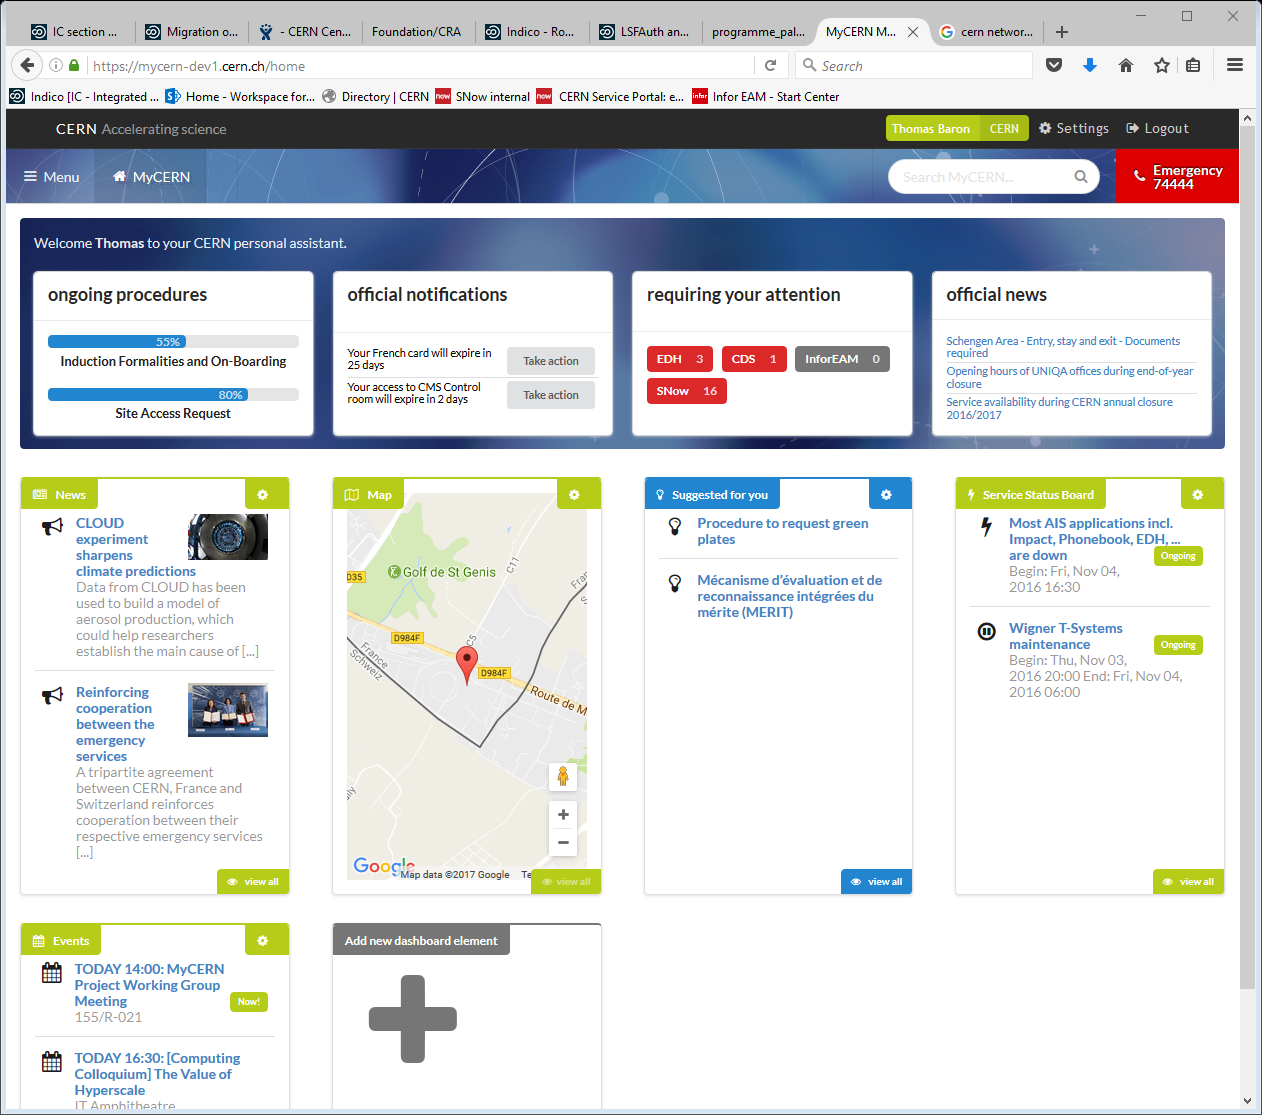 IC section ...
Migration o...
- CERN Cen...
Foundation/CRA
Indico - Ro...
LSFAuth an...
programme_pal...
MyCERN M...
cern networ...
https://mycern-dev1.cern.ch/home
Search
Indico [IC - Integrated ...
Home - Workspace for...
Directory | CERN
now SNow internal
now CERN Service Portal: e...
infor Infor EAM - Start Center
CERN Accelerating science
Thomas Baron CERN
Settings
Logout
Menu
MyCERN
Search MyCERN...
Emergency
74444
Welcome Thomas to your CERN personal assistant.
ongoing procedures
55%
Induction Formalities and On-Boarding
80%
Site Access Request
official notifications
Your French card will expire in
25 days
Take action
Your access to CMS Control
room will expire in 2 days
Take action
requiring your attention
EDH 3
CDS 1
InforEAM 0
SNow 16
official news
Schengen Area - Entry, stay and exit - Documents
required
Opening hours of UNIQA offices during end-of-year
closure
Service availability during CERN annual closure
2016/2017
News
CLOUD
experiment
sharpens
climate predictions
Data from CLOUD has been
used to build a model of
aerosol production, which
could help researchers
establish the main cause of [...]
Reinforcing
cooperation
between the
emergency
services
A tripartite agreement
between CERN, France and
Switzerland reinforces
cooperation between their
respective emergency services
[...]
view all
Map
D35
Golf de St Genis
C11
C5
D984F
France
Schweiz
D984F
Route de M
France
Sch
Google
Map data ©2017 Google
Te
view all
Suggested for you
Procedure to request green
plates
Mécanisme d'évaluation et de
reconnaissance intégrées du
mérite (MERIT)
view all
Service Status Board
Most AIS applications incl.
Impact, Phonebook, EDH, ...
are down
Ongoing
Begin: Fri, Nov 04,
2016 16:30
Wigner T-Systems
maintenance
Ongoing
Begin: Thu, Nov 03,
2016 20:00 End: Fri, Nov 04,
2016 06:00
view all
Events
TODAY 14:00: MyCERN
Project Working Group
Meeting
Now!
155/R-021
TODAY 16:30: [Computing
Colloquium] The Value of
Hyperscale
IT Amphitheatre
Add new dashboard element